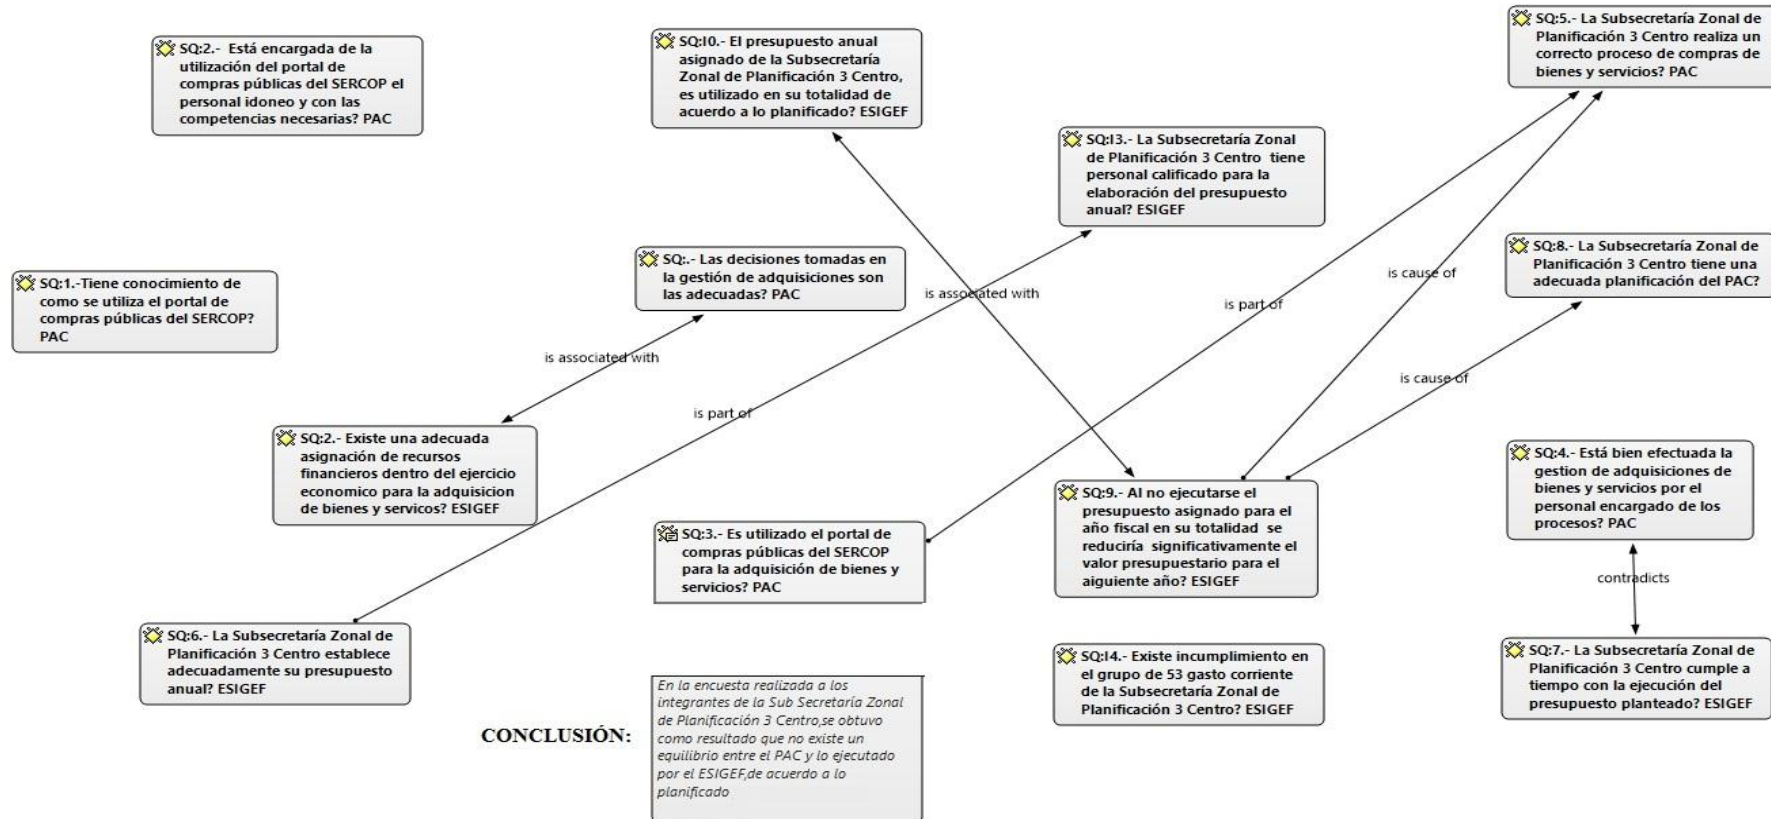 SQ:2.- Está encargada de la
utilización del portal de
compras públicas del SERCOP el
personal idoneo y con las
competencias necesarias? PAC
SQ:I0.- El presupuesto anual
asignado de la Subsecretaría
Zonal de Planificación 3 Centro,
es utilizado en su totalidad de
acuerdo a lo planificado? ESIGEF
SQ:5.- La Subsecretaría Zonal de
Planificación 3 Centro realiza un
correcto proceso de compras de
bienes y servicios? PAC
SQ:I3.- La Subsecretaría Zonal
de Planificación 3 Centro tiene
personal calificado para la
elaboración del presupuesto
anual? ESIGEF
SQ:1.-Tiene conocimiento de
como se utiliza el portal de
compras públicas del SERCOP?
PAC
SQ:.- Las decisiones tomadas en
la gestión de adquisiciones son
las adecuadas? PAC
SQ:8.- La Subsecretaría Zonal de
Planificación 3 Centro tiene una
adecuada planificación del PAC?
is associated with
is cause of
is part of
is associated with
is cause of
is part of
SQ:2.- Existe una adecuada
asignación de recursos
financieros dentro del ejercicio
economico para la adquisicion
de bienes y servicos? ESIGEF
SQ:3.- Es utilizado el portal de
compras públicas del SERCOP
para la adquisición de bienes y
servicios? PAC
SQ:9.- Al no ejecutarse el
presupuesto asignado para el
año fiscal en su totalidad se
reduciría significativamente el
valor presupuestario para el
aiguiente año? ESIGEF
SQ:4.- Está bien efectuada la
gestion de adquisiciones de
bienes y servicios por el
personal encargado de los
procesos? PAC
contradicts
SQ:6.- La Subsecretaría Zonal de
Planificación 3 Centro establece
adecuadamente su presupuesto
anual? ESIGEF
SQ:I4.- Existe incumplimiento en
el grupo de 53 gasto corriente
de la Subsecretaría Zonal de
Planificación 3 Centro? ESIGEF
SQ:7.- La Subsecretaría Zonal de
Planificación 3 Centro cumple a
tiempo con la ejecución del
presupuesto planteado? ESIGEF
CONCLUSIÓN:
En la encuesta realizada a los
integrantes de la Sub Secretaría Zonal
de Planificación 3 Centro,se obtuvo
como resultado que no existe un
equilibrio entre el PAC y lo ejecutado
por el ESIGEF,de acuerdo a lo
planificado